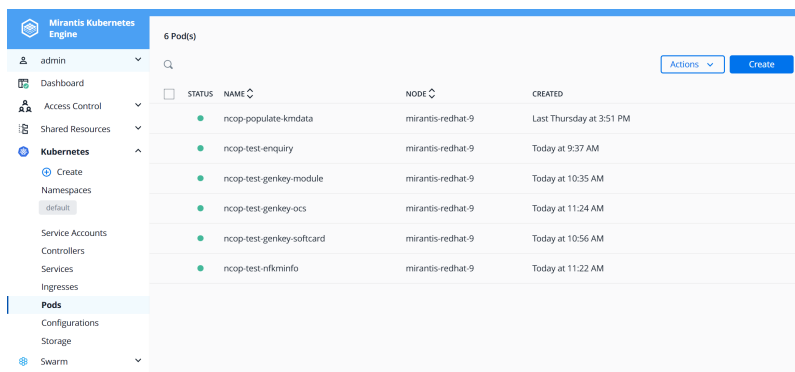 Mirantis Kubernetes
Engine
admin
Dashboard
Access Control
Shared Resources
Kubernetes
Create
Namespaces
default
Service Accounts
Controllers
Services
Ingresses
Pods
Configurations
Storage
Swarm
6 Pod(s)
Actions Create
STATUS NAME NODE CREATED
ncop-populate-kmdata mirantis-redhat-9 Last Thursday at 3:51 PM
ncop-test-enquiry mirantis-redhat-9 Today at 9:37 AM
ncop-test-genkey-module mirantis-redhat-9 Today at 10:35 AM
ncop-test-genkey-ocs mirantis-redhat-9 Today at 11:24 AM
ncop-test-genkey-softcard mirantis-redhat-9 Today at 10:56 AM
ncop-test-nfkminfo mirantis-redhat-9 Today at 11:22 AM